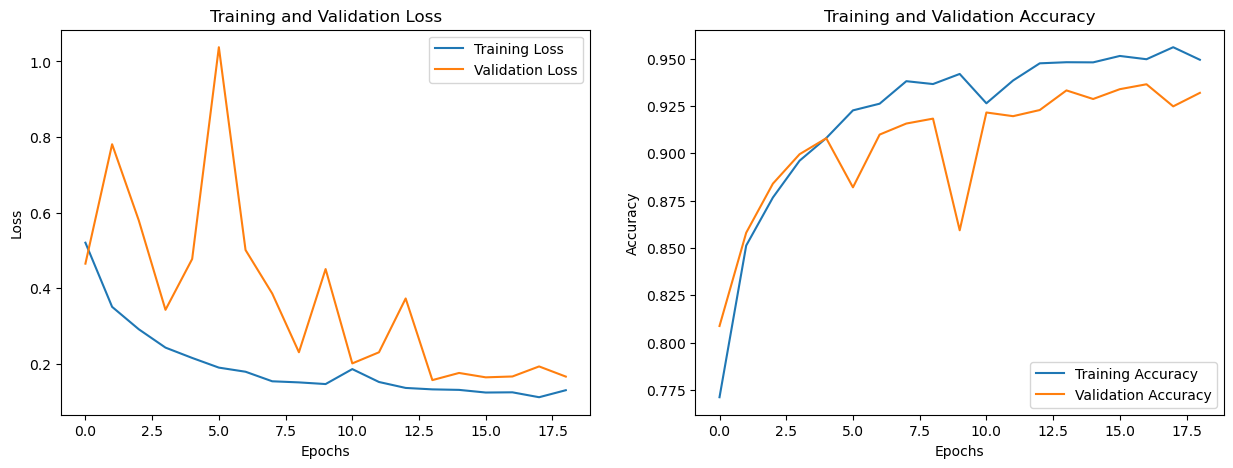 Training and Validation Loss
Training Loss
Validation Loss
Loss
1.0
0.8
0.6
0.4
0.2
0.0
2.5
5.0
7.5
10.0
12.5
15.0
17.5
Epochs
Training and Validation Accuracy
Accuracy
0.950
0.925
0.900
0.875
0.850
0.825
0.800
0.775
Training Accuracy
Validation Accuracy
0.0
2.5
5.0
7.5
10.0
12.5
15.0
17.5
Epochs